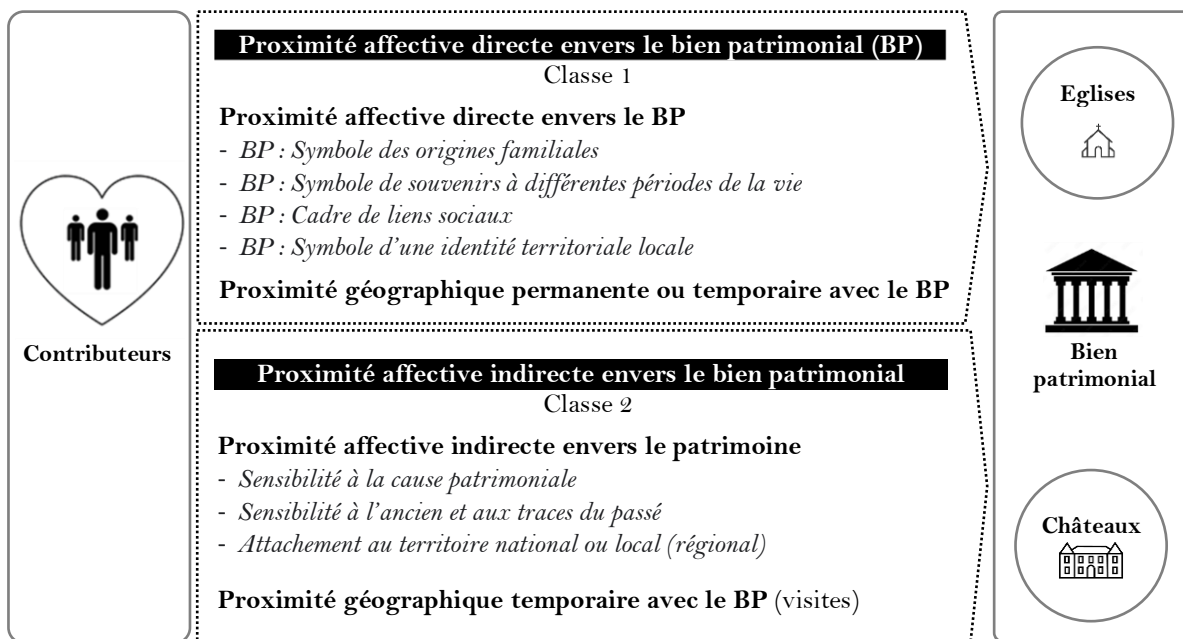 Contributeurs
Proximité affective directe envers le bien patrimonial (BP)
Classe 1
Proximité affective directe envers le BP
- BP : Symbole des origines familiales
- BP : Symbole de souvenirs à différentes périodes de la vie
- BP : Cadre de liens sociaux
- BP : Symbole d'une identité territoriale locale
Proximité géographique permanente ou temporaire avec le BP
Proximité affective indirecte envers le bien patrimonial
Classe 2
Proximité affective indirecte envers le patrimoine
- Sensibilité à la cause patrimoniale
- Sensibilité à l'ancien et aux traces du passé
- Attachement au territoire national ou local (régional)
Proximité géographique temporaire avec le BP (visites)
Eglises
Bien
patrimonial
Châteaux